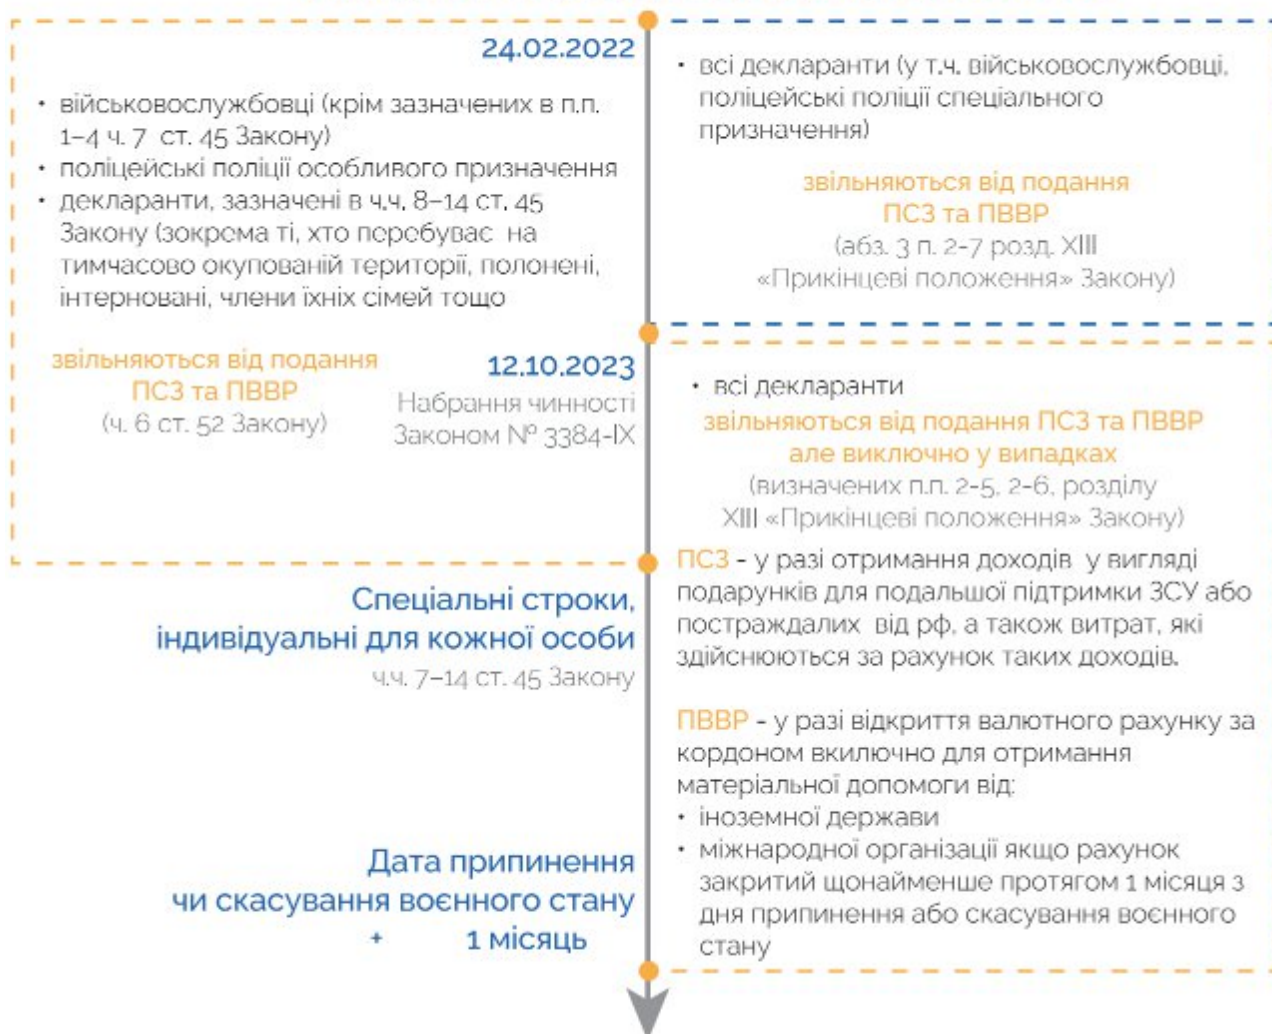 24.02.2022
• військовослужбовці (крім зазначених в п.п.
1–4 ч. 7 ст. 45 Закону)
• поліцейські поліції особливого призначення
• декларанти, зазначені в ч.ч. 8–14 ст. 45
Закону (зокрема ті, хто перебуває на
тимчасово окупованій території, полонені,
інтерновані, члени їхніх сімей тощо
звільняються від подання
ПСЗ та ПВВР
(ч. 6 ст. 52 Закону)
• всі декларанти (у т.ч. військовослужбовці,
поліцейські поліції спеціального
призначення)
звільняються від подання
ПСЗ та ПВВР
(абз. 3 п. 2-7 розд. XIII
«Прикінцеві положення» Закону)
12.10.2023
Набрання чинності
Законом № 3384-IX
• всі декларанти
звільняються від подання ПСЗ та ПВВР
але виключно у випадках
(визначених п.п. 2-5, 2-6, розділу
XIII «Прикінцеві положення» Закону)
ПСЗ - у разі отримання доходів у вигляді
подарунків для подальшої підтримки ЗСУ або
постраждалих від рф, а також витрат, які
здійснюються за рахунок таких доходів.
ПВВР - у разі відкриття валютного рахунку за
кордоном вкилючно для отримання
матеріальної допомоги від:
• іноземної держави
• міжнародної організації якщо рахунок
закритий щонайменше протягом 1 місяця з
дня припинення або скасування воєнного
стану
Спеціальні строки,
індивідуальні для кожної особи
ч.ч. 7–14 ст. 45 Закону
Дата припинення
чи скасування воєнного стану
+ 1 місяць